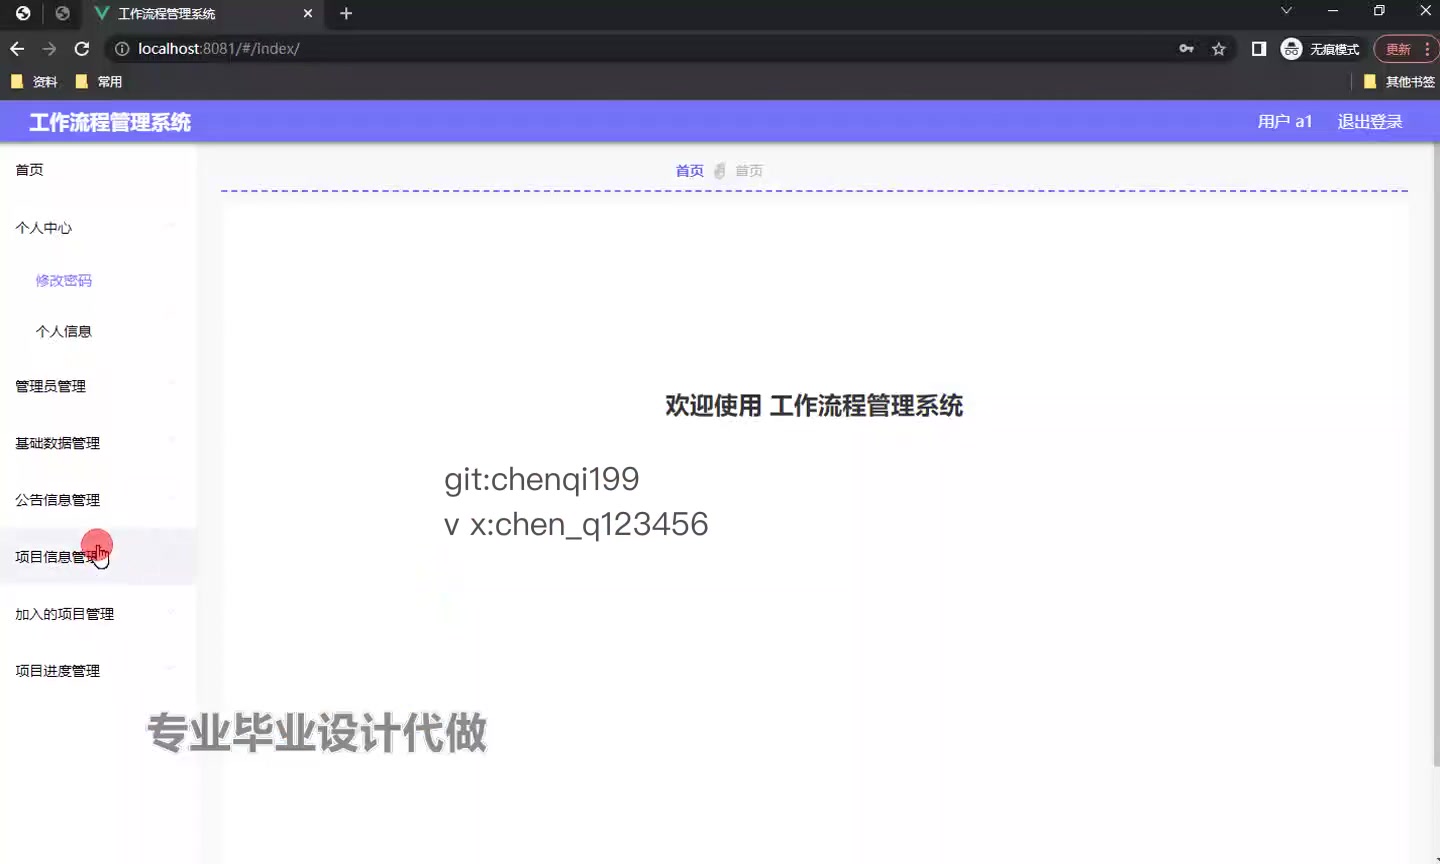 工作流程管理系统
localhost:8081/#/index/
无痕模式
更新
资料
常用
其他书签
工作流程管理系统
用户 a1
退出登录
首页
首页
首页
个人中心
修改密码
个人信息
管理员管理
基础数据管理
公告信息管理
项目信息管理
加入的项目管理
项目进度管理
欢迎使用 工作流程管理系统
git:chenqi199
v x:chen_q123456
专业毕业设计代做